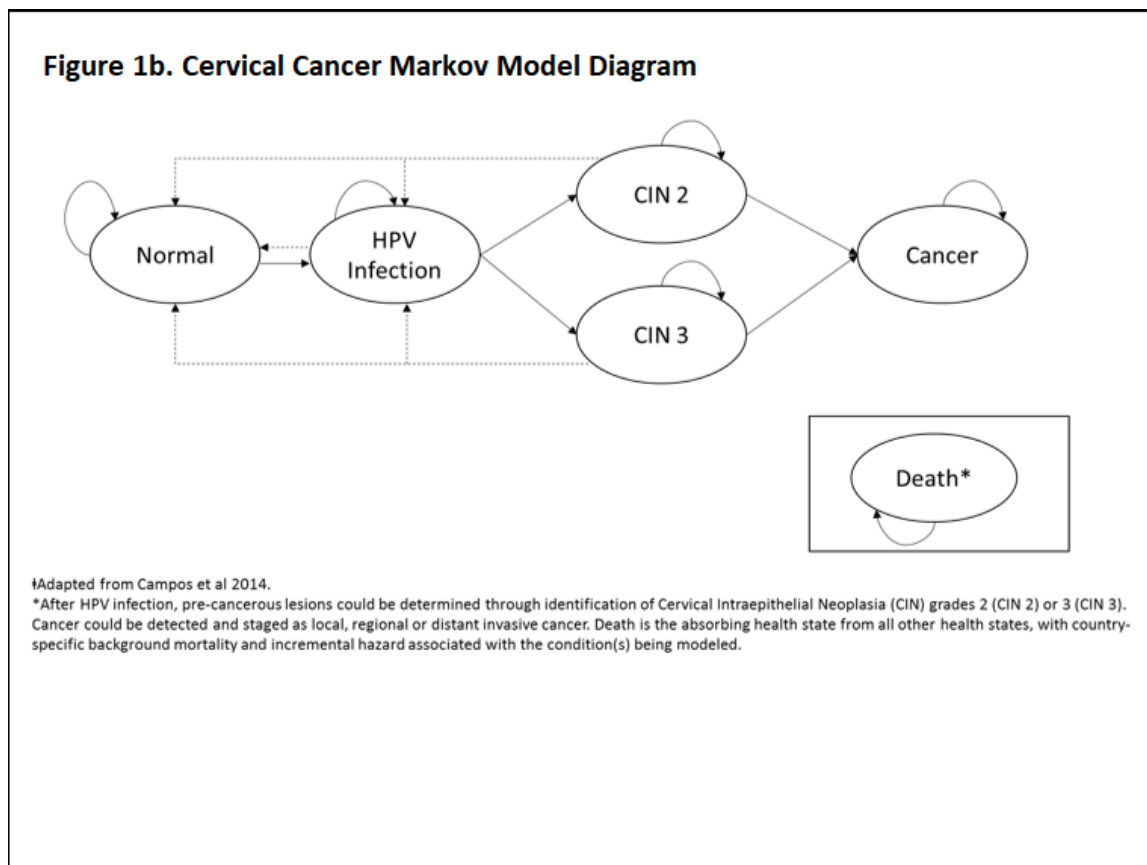 Figure 1b. Cervical Cancer Markov Model Diagram
CIN 2
Normal
HPV
Infection
Cancer
CIN 3
Death*
ⱡAdapted from Campos et al 2014.
*After HPV infection, pre-cancerous lesions could be determined through identification of Cervical Intraepithelial Neoplasia (CIN) grades 2 (CIN 2) or 3 (CIN 3).
Cancer could be detected and staged as local, regional or distant invasive cancer. Death is the absorbing health state from all other health states, with country-
specific background mortality and incremental hazard associated with the condition(s) being modeled.